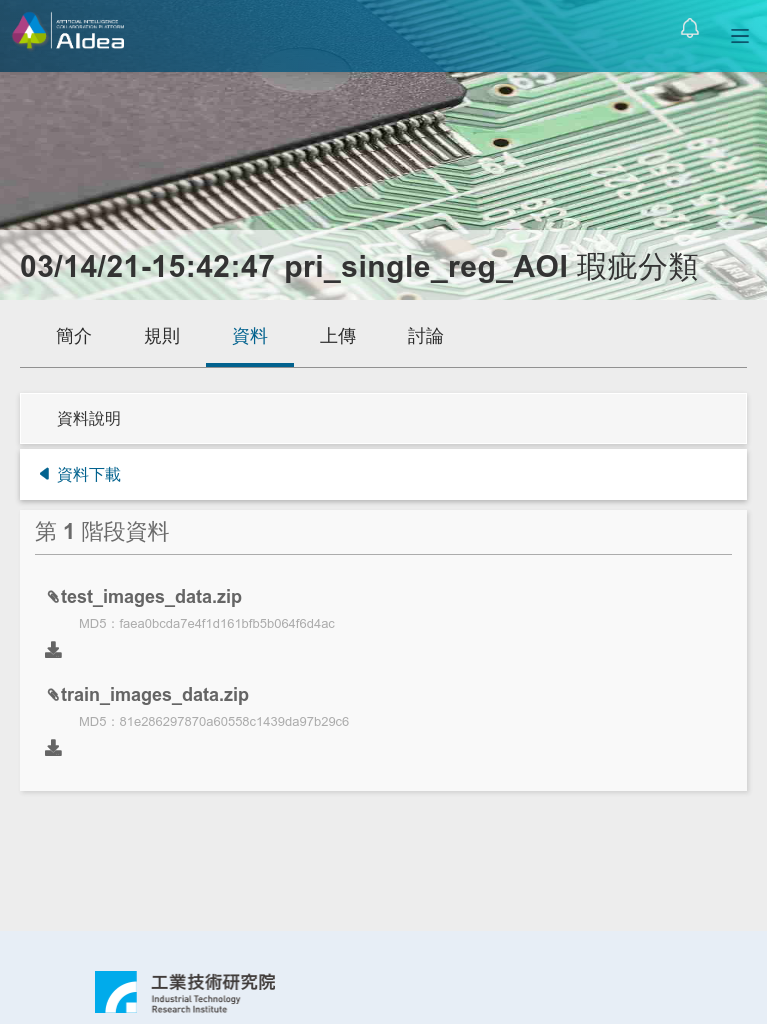 ARTIFICIAL INTELLIGENCE
COLLABORATION PLATFORM
AIdea
03/14/21-15:42:47 pri_single_reg_AOI 瑕疵分類
簡介
規則
資料
上傳
討論
資料說明
資料下載
第 1 階段資料
test_images_data.zip
MD5：faea0bcda7e4f1d161bfb5b064f6d4ac
train_images_data.zip
MD5：81e286297870a60558c1439da97b29c6
工業技術研究院
Industrial Technology
Research Institute